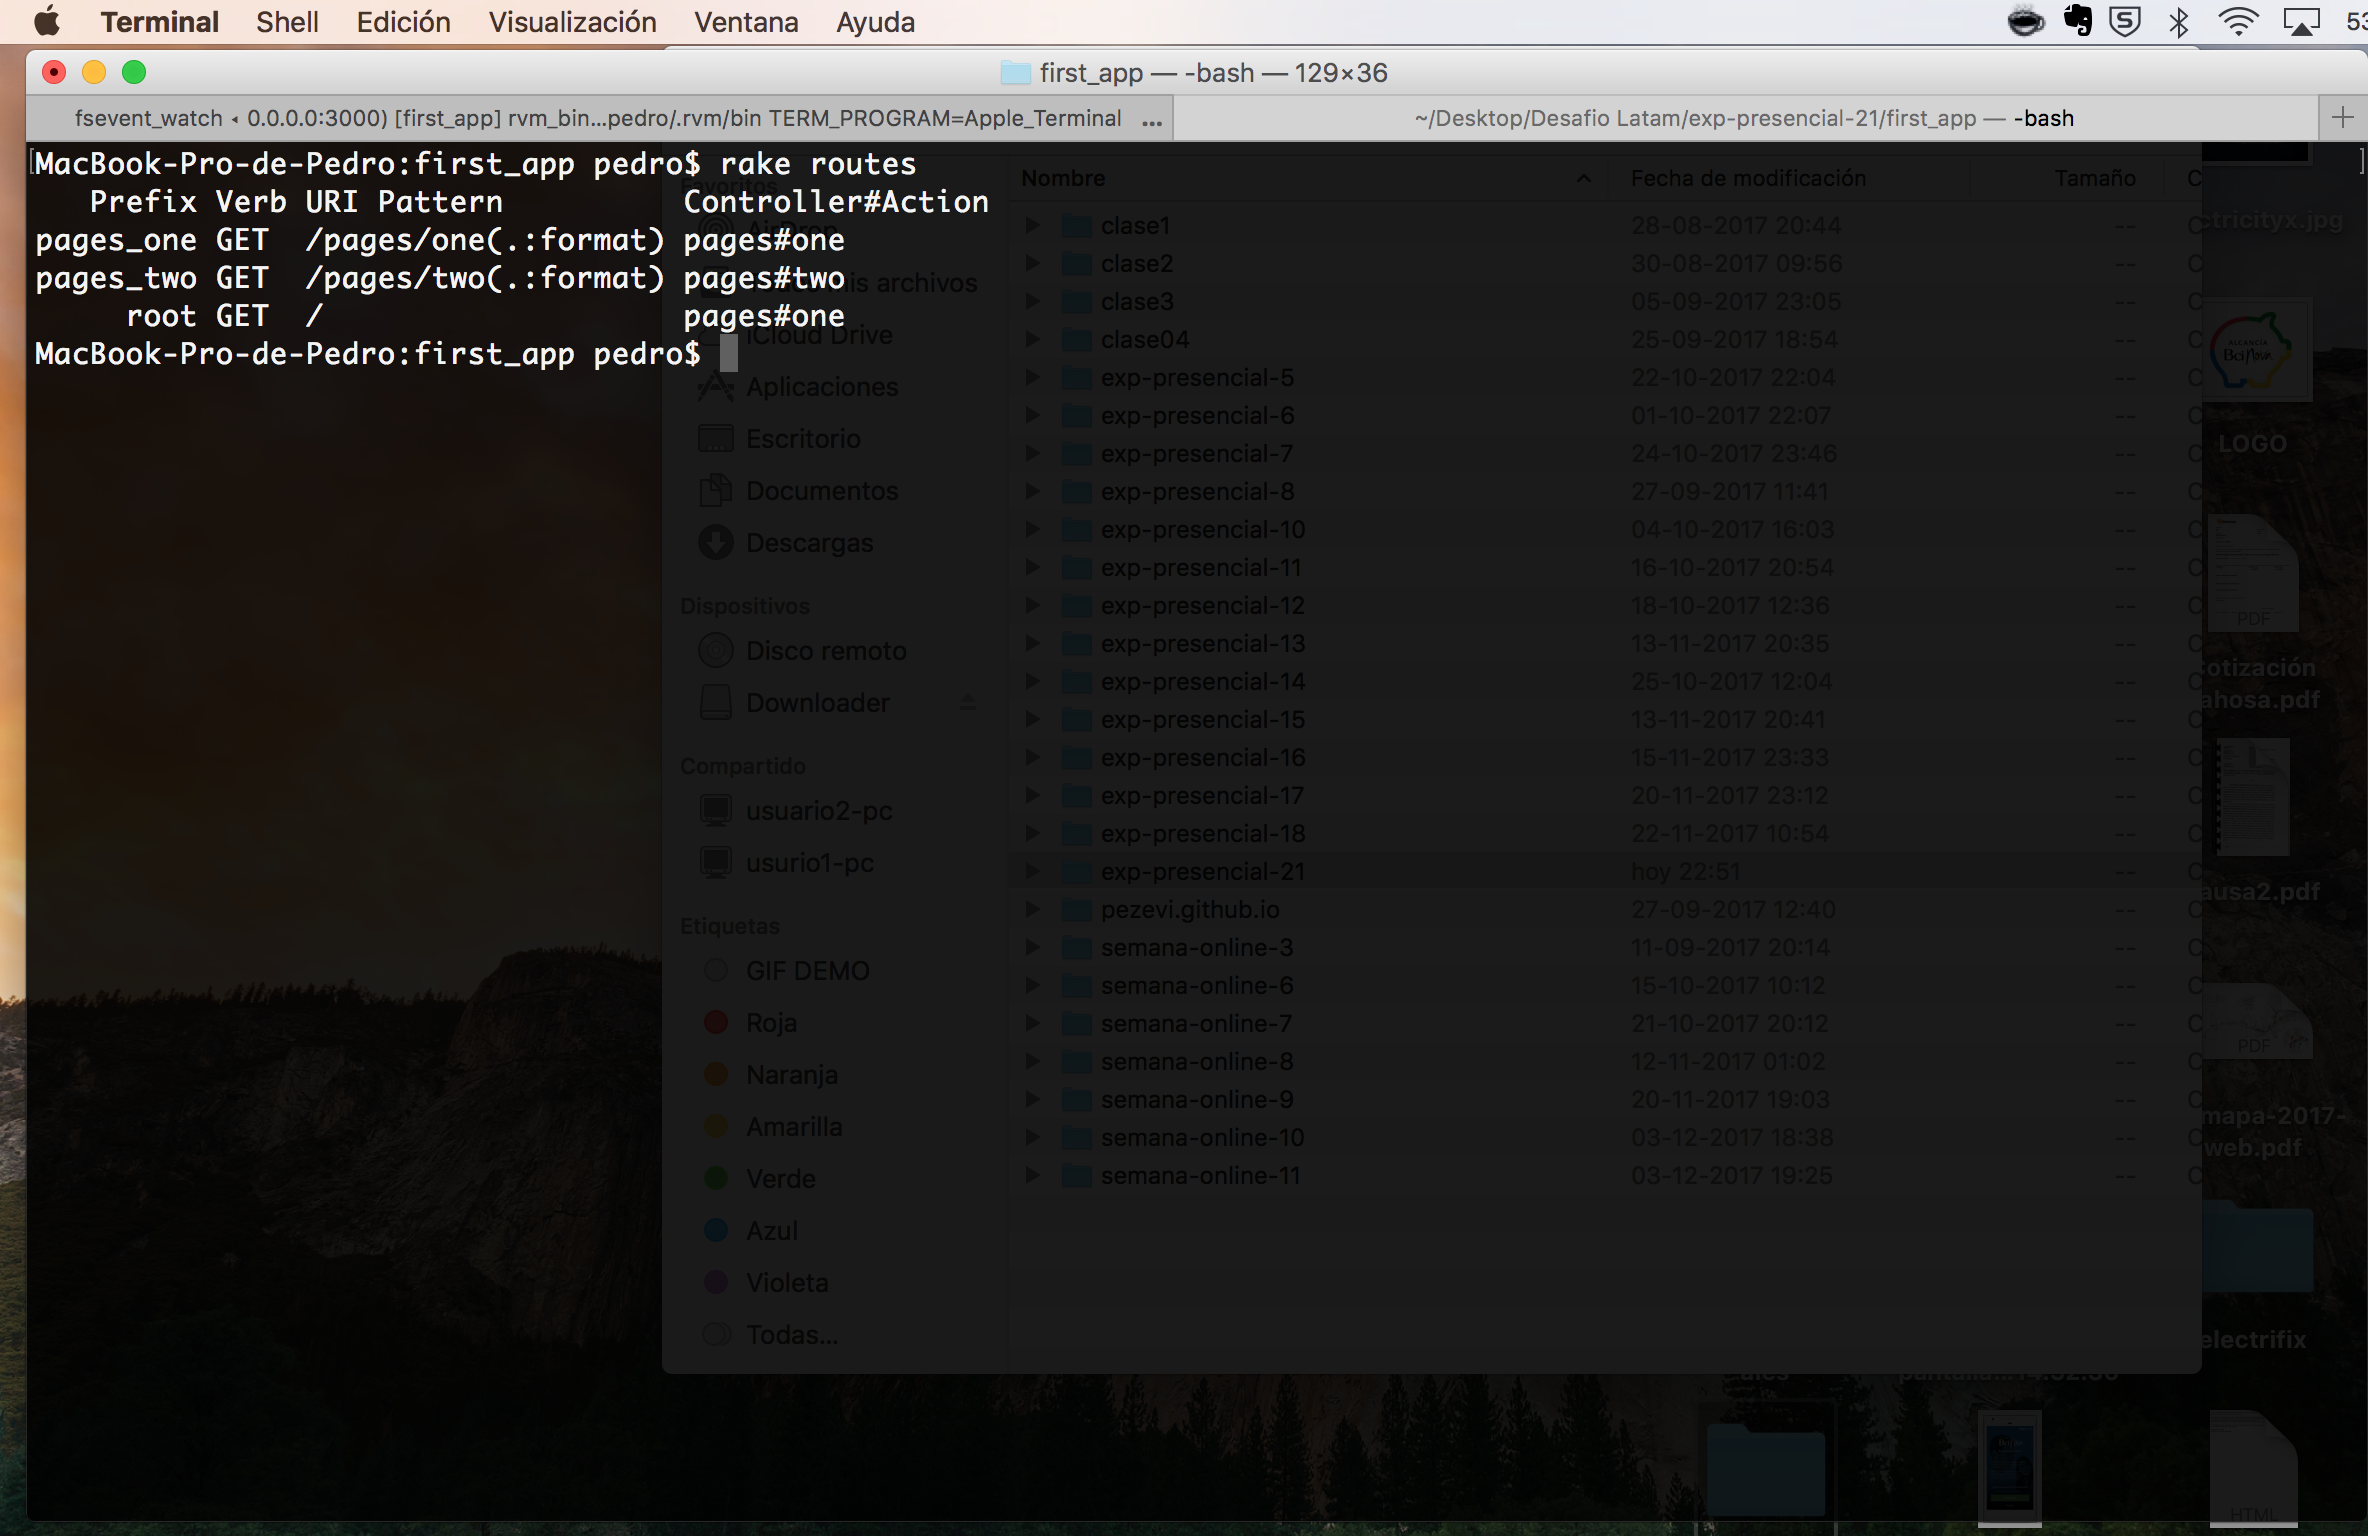 Terminal Shell Edición Visualización Ventana Ayuda
first_app — -bash — 129×36
fsevent_watch ◂ 0.0.0.0:3000) [first_app] rvm_bin...pedro/.rvm/bin TERM_PROGRAM=Apple_Terminal ...
~/Desktop/Desafio Latam/exp-presencial-21/first_app — -bash
MacBook-Pro-de-Pedro:first_app pedro$ rake routes
Prefix Verb URI Pattern Controller#Action
pages_one GET /pages/one(.:format) pages#one
pages_two GET /pages/two(.:format) pages#two
root GET / pages#one
MacBook-Pro-de-Pedro:first_app pedro$
Favoritos
AirDrop
mis archivos
iCloud Drive
Aplicaciones
Escritorio
Documentos
Descargas
Dispositivos
Disco remoto
Downloader
Compartido
usuario2-pc
usurio1-pc
Etiquetas
GIF DEMO
Roja
Naranja
Amarilla
Verde
Azul
Violeta
Todas...
Nombre Fecha de modificación Tamaño C
clase1 28-08-2017 20:44 -- C
clase2 30-08-2017 09:56 -- C
clase3 05-09-2017 23:05 -- C
clase04 25-09-2017 18:54 -- C
exp-presencial-5 22-10-2017 22:04 -- C
exp-presencial-6 01-10-2017 22:07 -- C
exp-presencial-7 24-10-2017 23:46 -- C
exp-presencial-8 27-09-2017 11:41 -- C
exp-presencial-10 04-10-2017 16:03 -- C
exp-presencial-11 16-10-2017 20:54 -- C
exp-presencial-12 18-10-2017 12:36 -- C
exp-presencial-13 13-11-2017 20:35 -- C
exp-presencial-14 25-10-2017 12:04 -- C
exp-presencial-15 13-11-2017 20:41 -- C
exp-presencial-16 15-11-2017 23:33 -- C
exp-presencial-17 20-11-2017 23:12 -- C
exp-presencial-18 22-11-2017 10:54 -- C
exp-presencial-21 hoy 22:51 -- C
pezevi.github.io 27-09-2017 12:40 -- C
semana-online-3 11-09-2017 20:14 -- C
semana-online-6 15-10-2017 10:12 -- C
semana-online-7 21-10-2017 20:12 -- C
semana-online-8 12-11-2017 01:02 -- C
semana-online-9 20-11-2017 19:03 -- C
semana-online-10 03-12-2017 18:38 -- C
semana-online-11 03-12-2017 19:25 -- C
ctricityx.jpg
ALCANCÍA
Bci Nova
LOGO
PDF
otización
ahosa.pdf
ausa2.pdf
PDF
mapa-2017-
web.pdf
electrifix
HTML